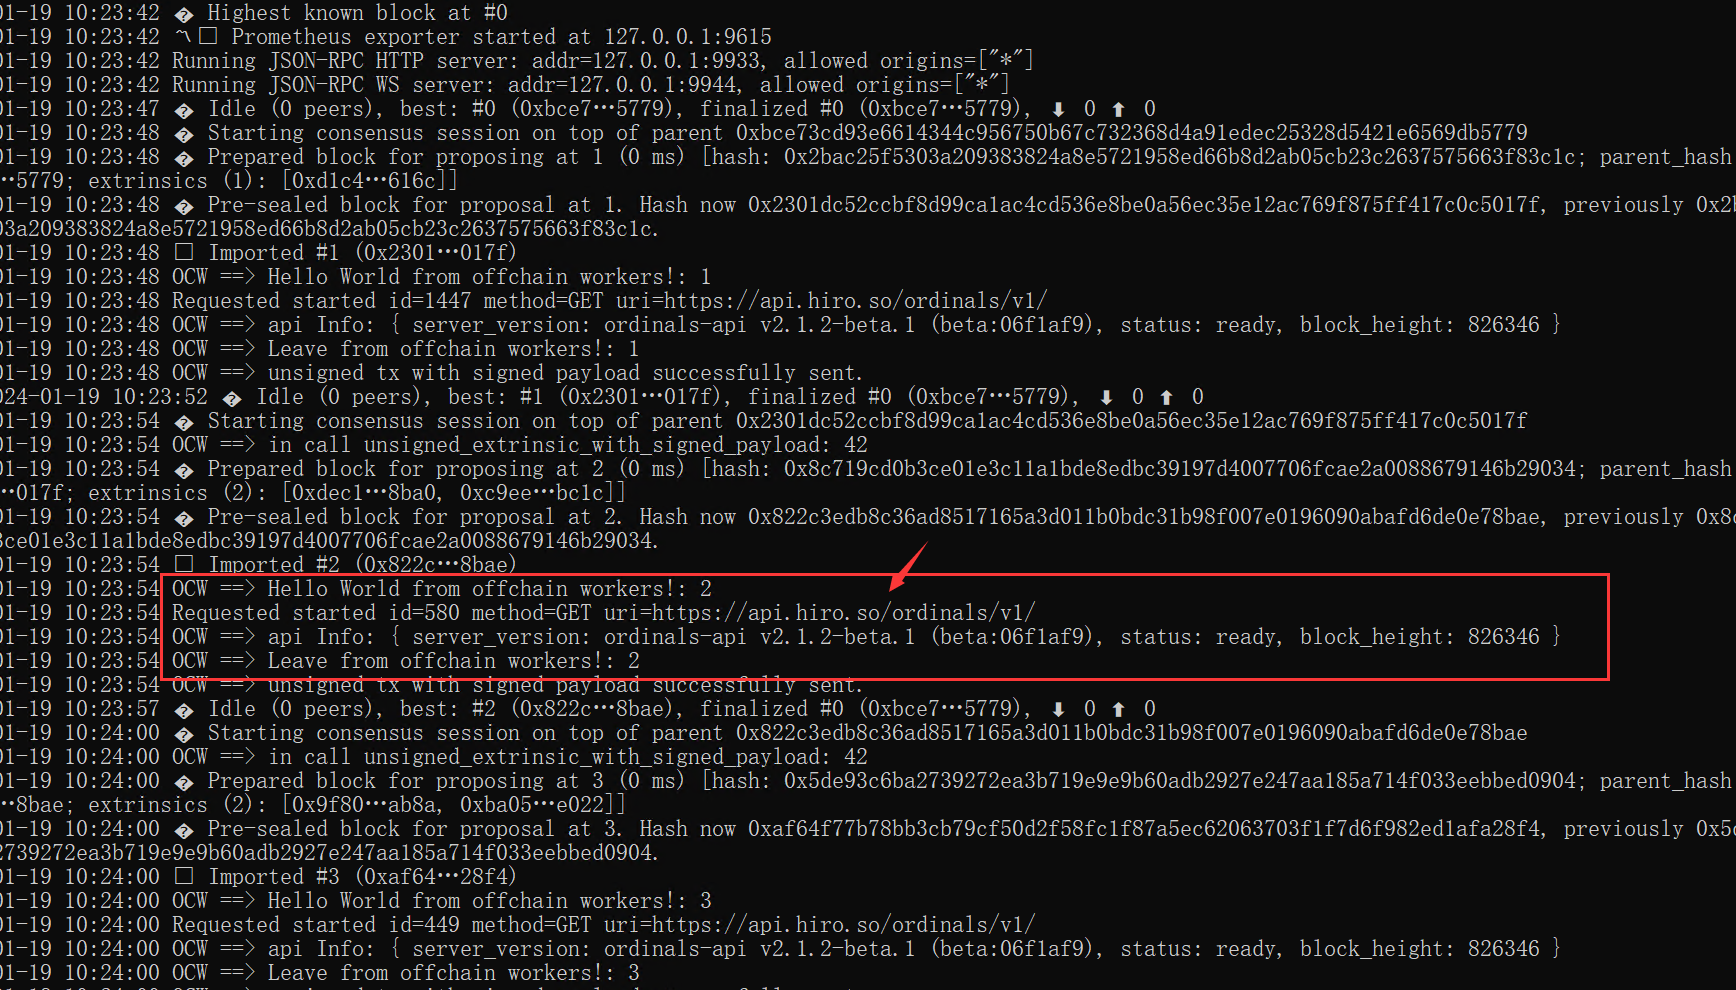 01-19 10:23:42 � Highest known block at #0
01-19 10:23:42 〽□ Prometheus exporter started at 127.0.0.1:9615
01-19 10:23:42 Running JSON-RPC HTTP server: addr=127.0.0.1:9933, allowed origins=["*"]
01-19 10:23:42 Running JSON-RPC WS server: addr=127.0.0.1:9944, allowed origins=["*"]
01-19 10:23:47 � Idle (0 peers), best: #0 (0xbce7…5779), finalized #0 (0xbce7…5779), ⬇ 0 ⬆ 0
01-19 10:23:48 � Starting consensus session on top of parent 0xbce73cd93e6614344c956750b67c732368d4a91edec25328d5421e6569db5779
01-19 10:23:48 � Prepared block for proposing at 1 (0 ms) [hash: 0x2bac25f5303a209383824a8e5721958ed66b8d2ab05cb23c2637575663f83c1c; parent_hash
…5779; extrinsics (1): [0xd1c4…616c]]
01-19 10:23:48 � Pre-sealed block for proposal at 1. Hash now 0x2301dc52ccbf8d99ca1ac4cd536e8be0a56ec35e12ac769f875ff417c0c5017f, previously 0x2b
03a209383824a8e5721958ed66b8d2ab05cb23c2637575663f83c1c.
01-19 10:23:48 □ Imported #1 (0x2301…017f)
01-19 10:23:48 OCW ==> Hello World from offchain workers!: 1
01-19 10:23:48 Requested started id=1447 method=GET uri=https://api.hiro.so/ordinals/v1/
01-19 10:23:48 OCW ==> api Info: { server_version: ordinals-api v2.1.2-beta.1 (beta:06f1af9), status: ready, block_height: 826346 }
01-19 10:23:48 OCW ==> Leave from offchain workers!: 1
01-19 10:23:48 OCW ==> unsigned tx with signed payload successfully sent.
024-01-19 10:23:52 � Idle (0 peers), best: #1 (0x2301…017f), finalized #0 (0xbce7…5779), ⬇ 0 ⬆ 0
01-19 10:23:54 � Starting consensus session on top of parent 0x2301dc52ccbf8d99ca1ac4cd536e8be0a56ec35e12ac769f875ff417c0c5017f
01-19 10:23:54 OCW ==> in call unsigned_extrinsic_with_signed_payload: 42
01-19 10:23:54 � Prepared block for proposing at 2 (0 ms) [hash: 0x8c719cd0b3ce01e3c11a1bde8edbc39197d4007706fcae2a0088679146b29034; parent_hash
…017f; extrinsics (2): [0xdec1…8ba0, 0xc9ee…bc1c]]
01-19 10:23:54 � Pre-sealed block for proposal at 2. Hash now 0x822c3edb8c36ad8517165a3d011b0bdc31b98f007e0196090abafd6de0e78bae, previously 0x8c
3ce01e3c11a1bde8edbc39197d4007706fcae2a0088679146b29034.
01-19 10:23:54 □ Imported #2 (0x822c…8bae)
01-19 10:23:54 OCW ==> Hello World from offchain workers!: 2
01-19 10:23:54 Requested started id=580 method=GET uri=https://api.hiro.so/ordinals/v1/
01-19 10:23:54 OCW ==> api Info: { server_version: ordinals-api v2.1.2-beta.1 (beta:06f1af9), status: ready, block_height: 826346 }
01-19 10:23:54 OCW ==> Leave from offchain workers!: 2
01-19 10:23:54 OCW ==> unsigned tx with signed payload successfully sent.
01-19 10:23:57 � Idle (0 peers), best: #2 (0x822c…8bae), finalized #0 (0xbce7…5779), ⬇ 0 ⬆ 0
01-19 10:24:00 � Starting consensus session on top of parent 0x822c3edb8c36ad8517165a3d011b0bdc31b98f007e0196090abafd6de0e78bae
01-19 10:24:00 OCW ==> in call unsigned_extrinsic_with_signed_payload: 42
01-19 10:24:00 � Prepared block for proposing at 3 (0 ms) [hash: 0x5de93c6ba2739272ea3b719e9e9b60adb2927e247aa185a714f033eebbed0904; parent_hash
…8bae; extrinsics (2): [0x9f80…ab8a, 0xba05…e022]]
01-19 10:24:00 � Pre-sealed block for proposal at 3. Hash now 0xaf64f77b78bb3cb79cf50d2f58fc1f87a5ec62063703f1f7d6f982ed1afa28f4, previously 0x5d
2739272ea3b719e9e9b60adb2927e247aa185a714f033eebbed0904.
01-19 10:24:00 □ Imported #3 (0xaf64…28f4)
01-19 10:24:00 OCW ==> Hello World from offchain workers!: 3
01-19 10:24:00 Requested started id=449 method=GET uri=https://api.hiro.so/ordinals/v1/
01-19 10:24:00 OCW ==> api Info: { server_version: ordinals-api v2.1.2-beta.1 (beta:06f1af9), status: ready, block_height: 826346 }
01-19 10:24:00 OCW ==> Leave from offchain workers!: 3